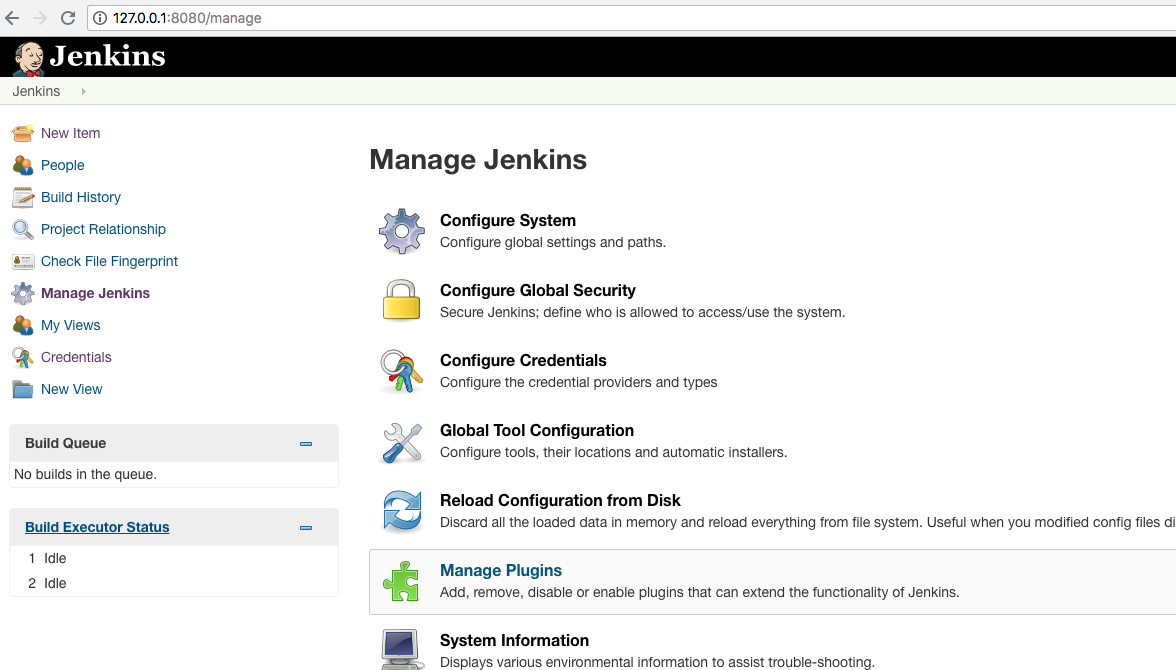 127.0.0.1:8080/manage
Jenkins
Jenkins
New Item
People
Build History
Project Relationship
Check File Fingerprint
Manage Jenkins
My Views
Credentials
New View
Build Queue
No builds in the queue.
Build Executor Status
1 Idle
2 Idle
Manage Jenkins
Configure System
Configure global settings and paths.
Configure Global Security
Secure Jenkins; define who is allowed to access/use the system.
Configure Credentials
Configure the credential providers and types
Global Tool Configuration
Configure tools, their locations and automatic installers.
Reload Configuration from Disk
Discard all the loaded data in memory and reload everything from file system. Useful when you modified config files di
Manage Plugins
Add, remove, disable or enable plugins that can extend the functionality of Jenkins.
System Information
Displays various environmental information to assist trouble-shooting.